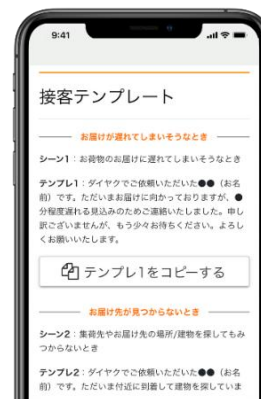 9:41
接客テンプレート
お届けが遅れてしまいそうなとき
シーン1：お荷物のお届けに遅れてしまいそうなとき
テンプレ1：ダイヤクでご依頼いただいた●●（お名
前）です。ただいまお届けに向かっておりますが、●
分程度遅れる見込みのためご連絡いたしました。申し
訳ございませんが、もう少々お待ちください。よろし
くお願いいたします。
テンプレ1をコピーする
お届け先が見つからないとき
シーン2：集荷先やお届け先の場所/建物を探してもみ
つからないとき
テンプレ2：ダイヤクでご依頼いただいた●●（お名
前）です。ただいま付近に到着して建物を探していま